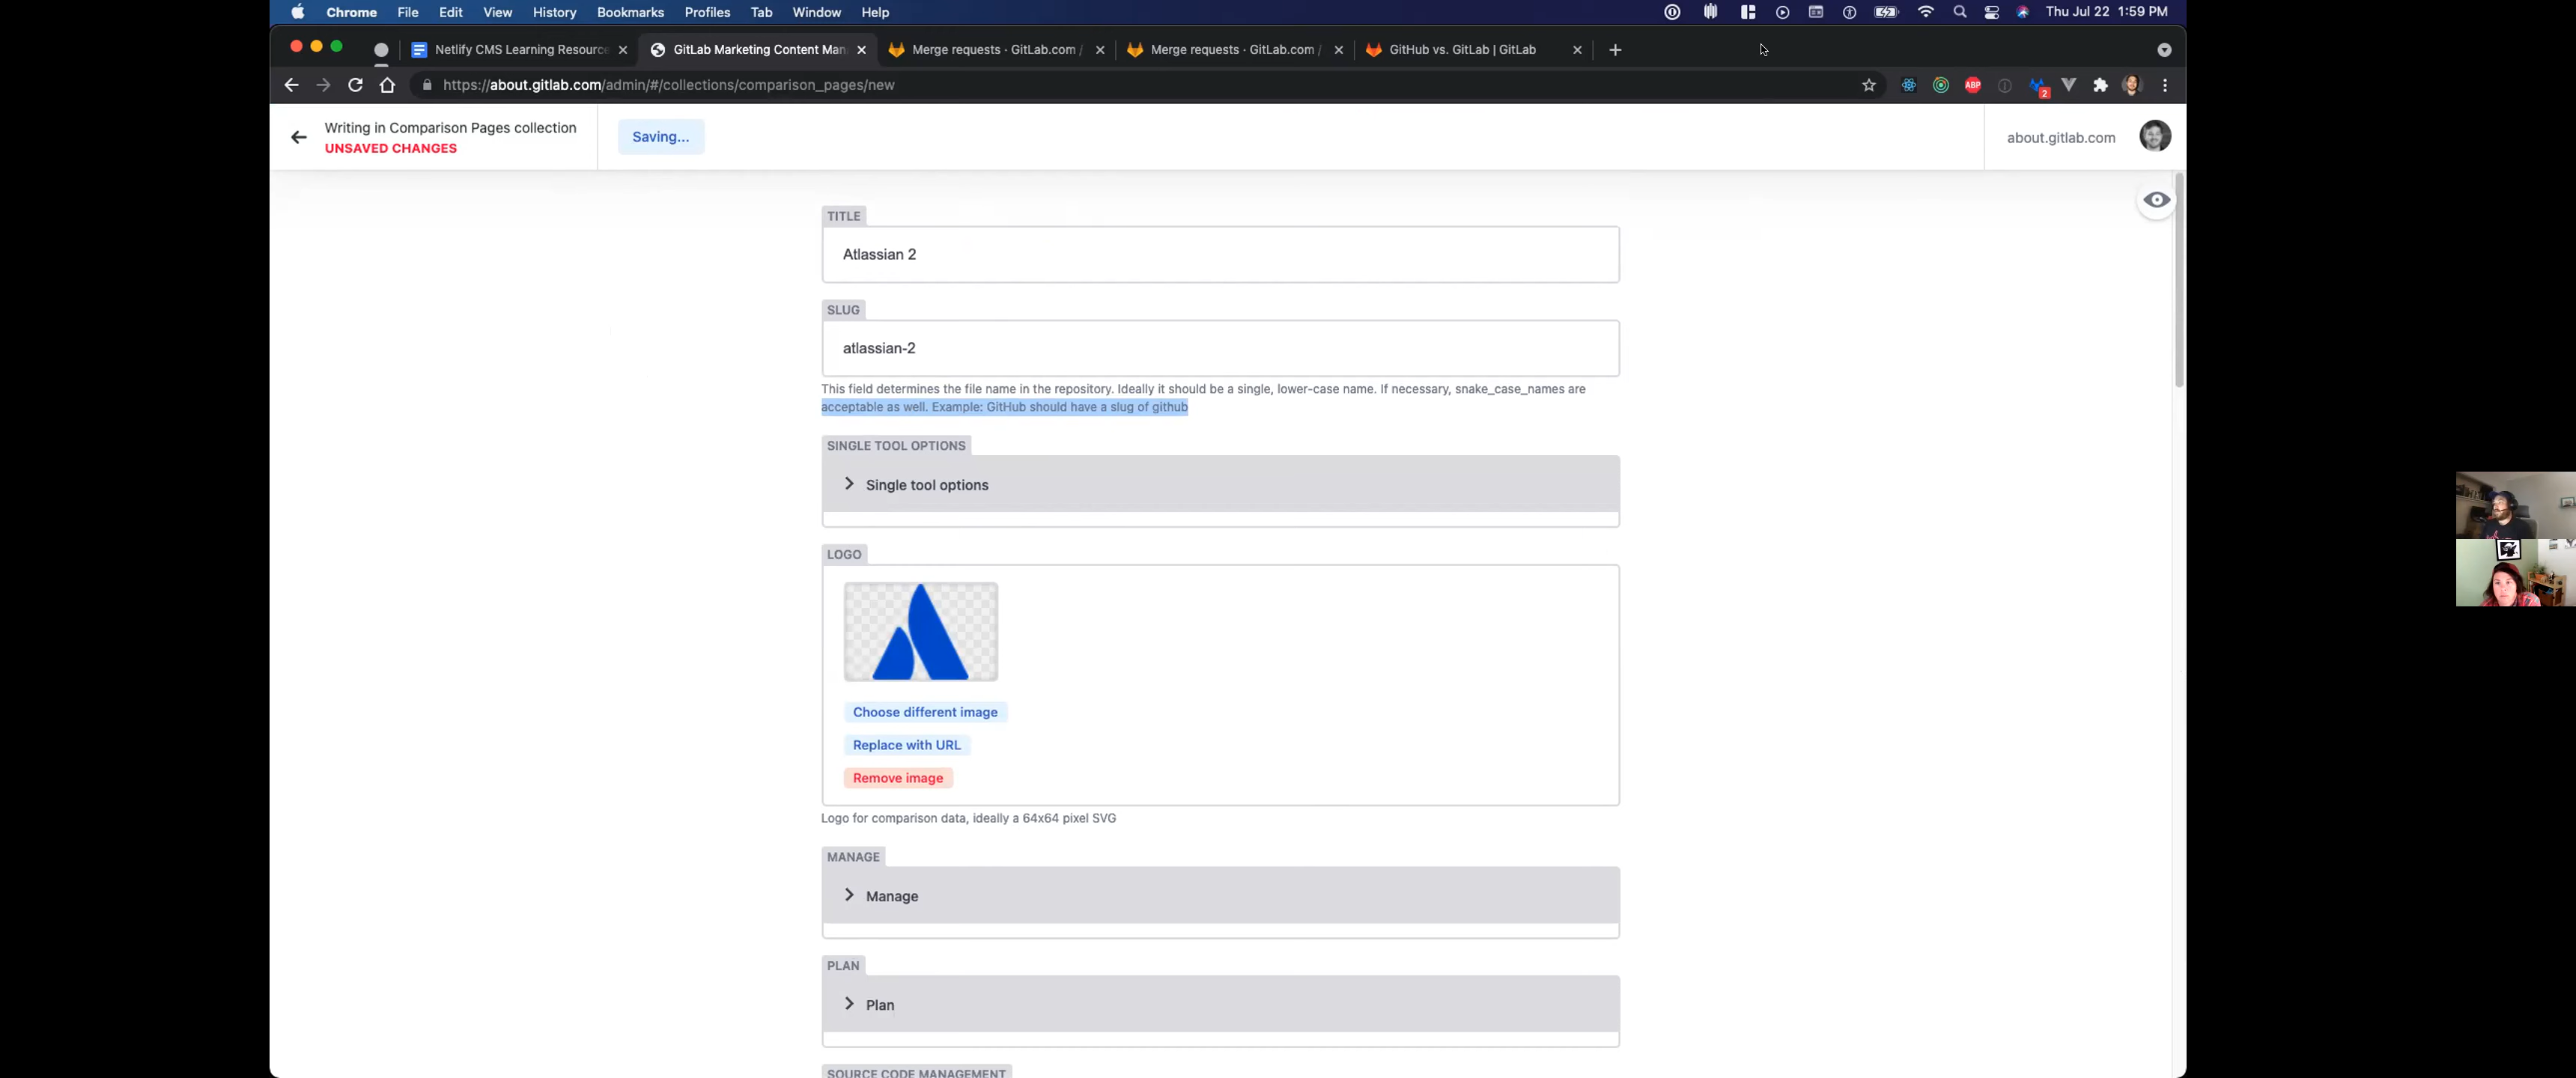 Chrome File Edit View History Bookmarks Profiles Tab Window Help Thu Jul 22 1:59 PM
Netlify CMS Learning Resource GitLab Marketing Content Man Merge requests · GitLab.com / Merge requests · GitLab.com / GitHub vs. GitLab | GitLab
https://about.gitlab.com/admin/#/collections/comparison_pages/new ABP 2
Writing in Comparison Pages collection
UNSAVED CHANGES
Saving...
about.gitlab.com
TITLE
Atlassian 2
SLUG
atlassian-2
This field determines the file name in the repository. Ideally it should be a single, lower-case name. If necessary, snake_case_names are
acceptable as well. Example: GitHub should have a slug of github
SINGLE TOOL OPTIONS
Single tool options
LOGO
Choose different image
Replace with URL
Remove image
Logo for comparison data, ideally a 64x64 pixel SVG
MANAGE
Manage
PLAN
Plan
SOURCE CODE MANAGEMENT